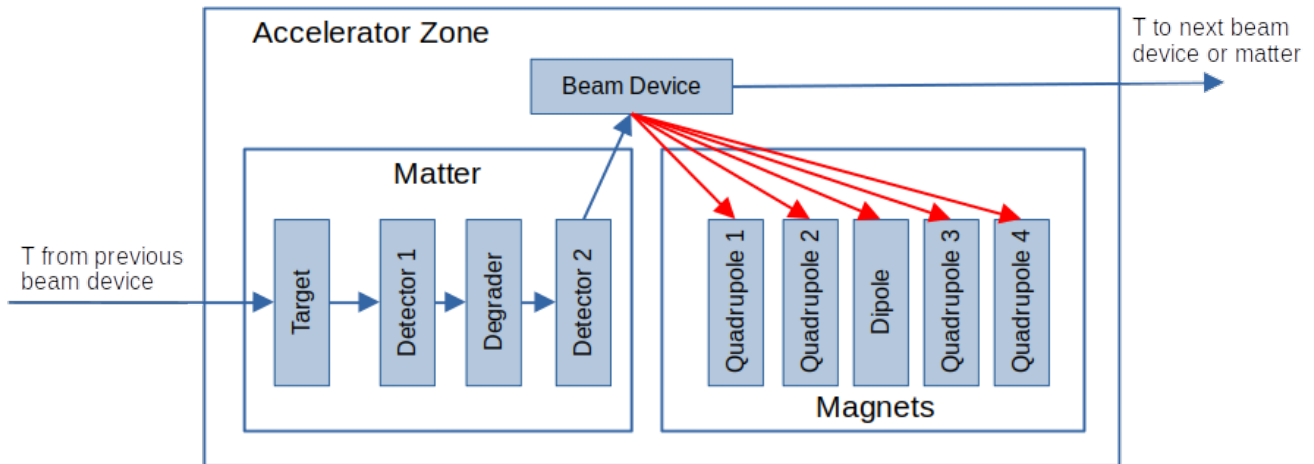 Accelerator Zone
T to next beam
device or matter
Beam Device
Matter
T from previous
beam device
Target
Detector 1
Degrader
Detector 2
Quadrupole 1
Quadrupole 2
Dipole
Quadrupole 3
Quadrupole 4
Magnets